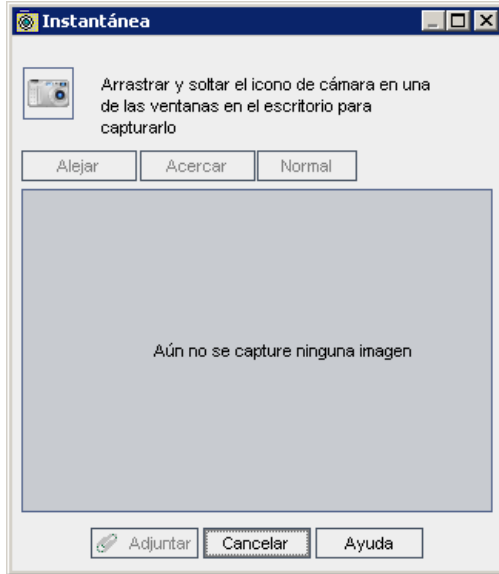 Instantánea
Arrastrar y soltar el icono de cámara en una
de las ventanas en el escritorio para
capturarlo
Alejar Acercar Normal
Aún no se capture ninguna imagen
Adjuntar Cancelar Ayuda